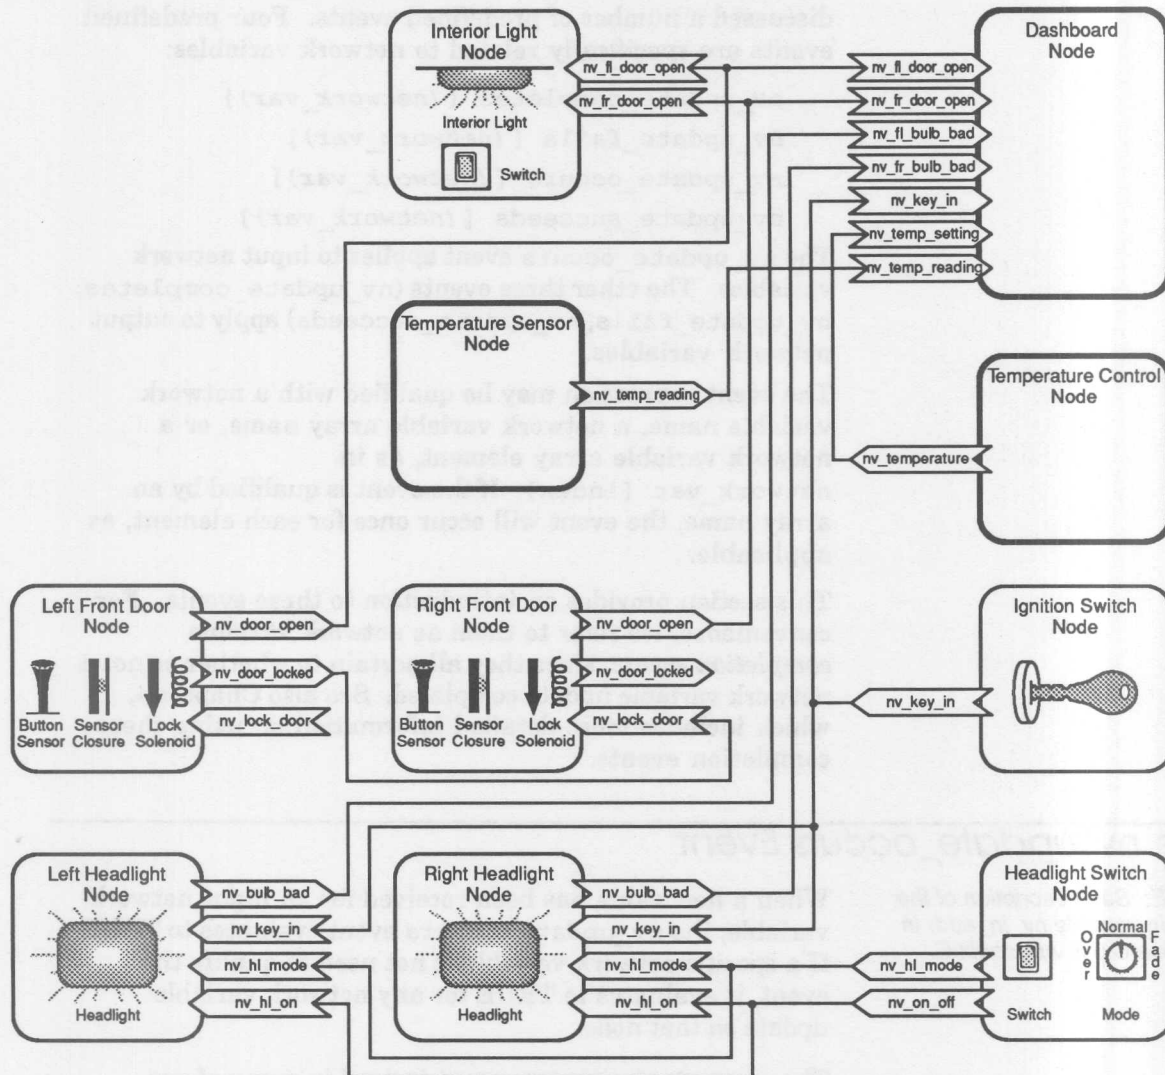 Interior Light
Node
nv_fl_door_open
nv_fr_door_open
Interior Light
Switch
Dashboard
Node
nv_fl_door_open
nv_fr_door_open
nv_fl_bulb_bad
nv_fr_bulb_bad
nv_key_in
nv_temp_setting
nv_temp_reading
Temperature Sensor
Node
nv_temp_reading
Temperature Control
Node
nv_temperature
Left Front Door
Node
nv_door_open
nv_door_locked
nv_lock_door
Button
Sensor
Sensor
Closure
Lock
Solenoid
Right Front Door
Node
nv_door_open
nv_door_locked
nv_lock_door
Button
Sensor
Sensor
Closure
Lock
Solenoid
Ignition Switch
Node
nv_key_in
Left Headlight
Node
nv_bulb_bad
nv_key_in
nv_hl_mode
nv_hl_on
Headlight
Right Headlight
Node
nv_bulb_bad
nv_key_in
nv_hl_mode
nv_hl_on
Headlight
Headlight Switch
Node
nv_hl_mode
nv_on_off
Switch
Over
Normal
Fade
Mode